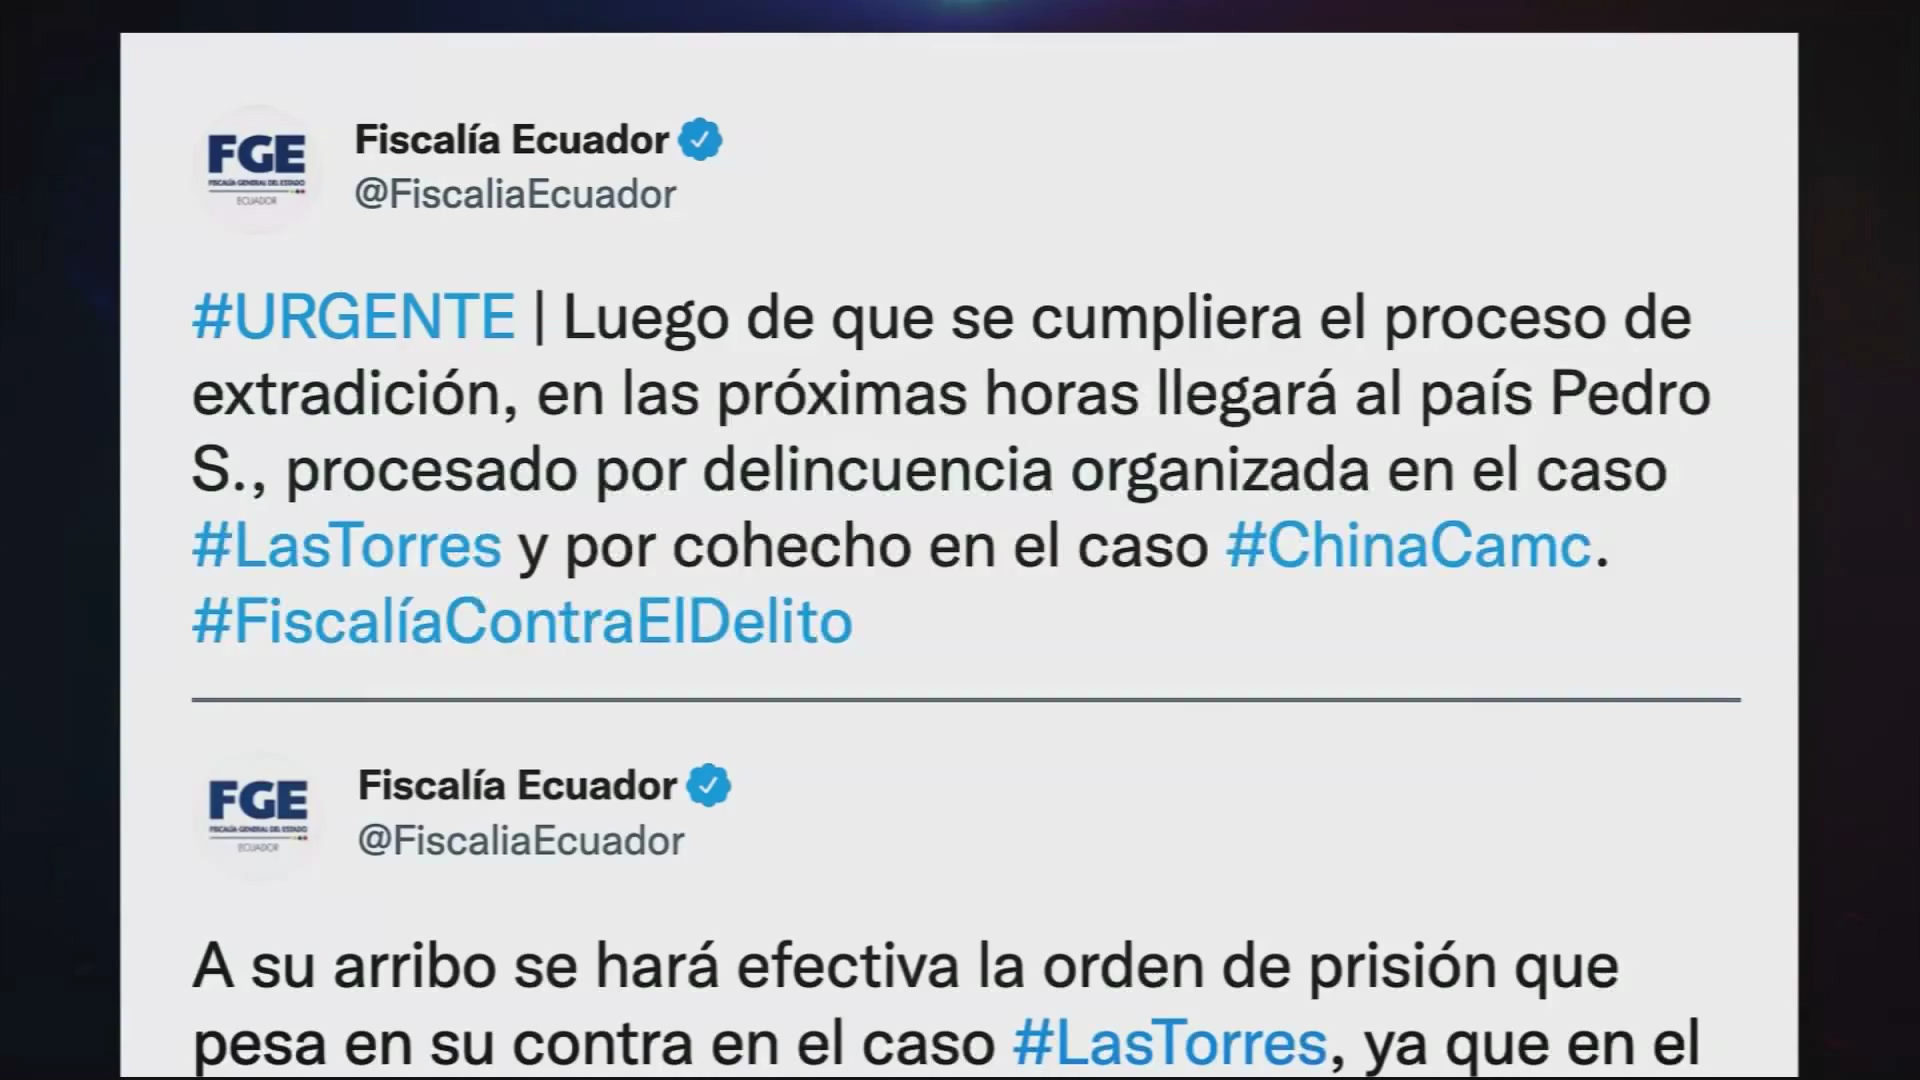 FGE
FISCALÍA GENERAL DEL ESTADO
ECUADOR
Fiscalía Ecuador
@FiscaliaEcuador
#URGENTE | Luego de que se cumpliera el proceso de
extradición, en las próximas horas llegará al país Pedro
S., procesado por delincuencia organizada en el caso
#LasTorres y por cohecho en el caso #ChinaCamc.
#FiscalíaContraElDelito
FGE
FISCALÍA GENERAL DEL ESTADO
ECUADOR
Fiscalía Ecuador
@FiscaliaEcuador
A su arribo se hará efectiva la orden de prisión que
pesa en su contra en el caso #LasTorres, ya que en el